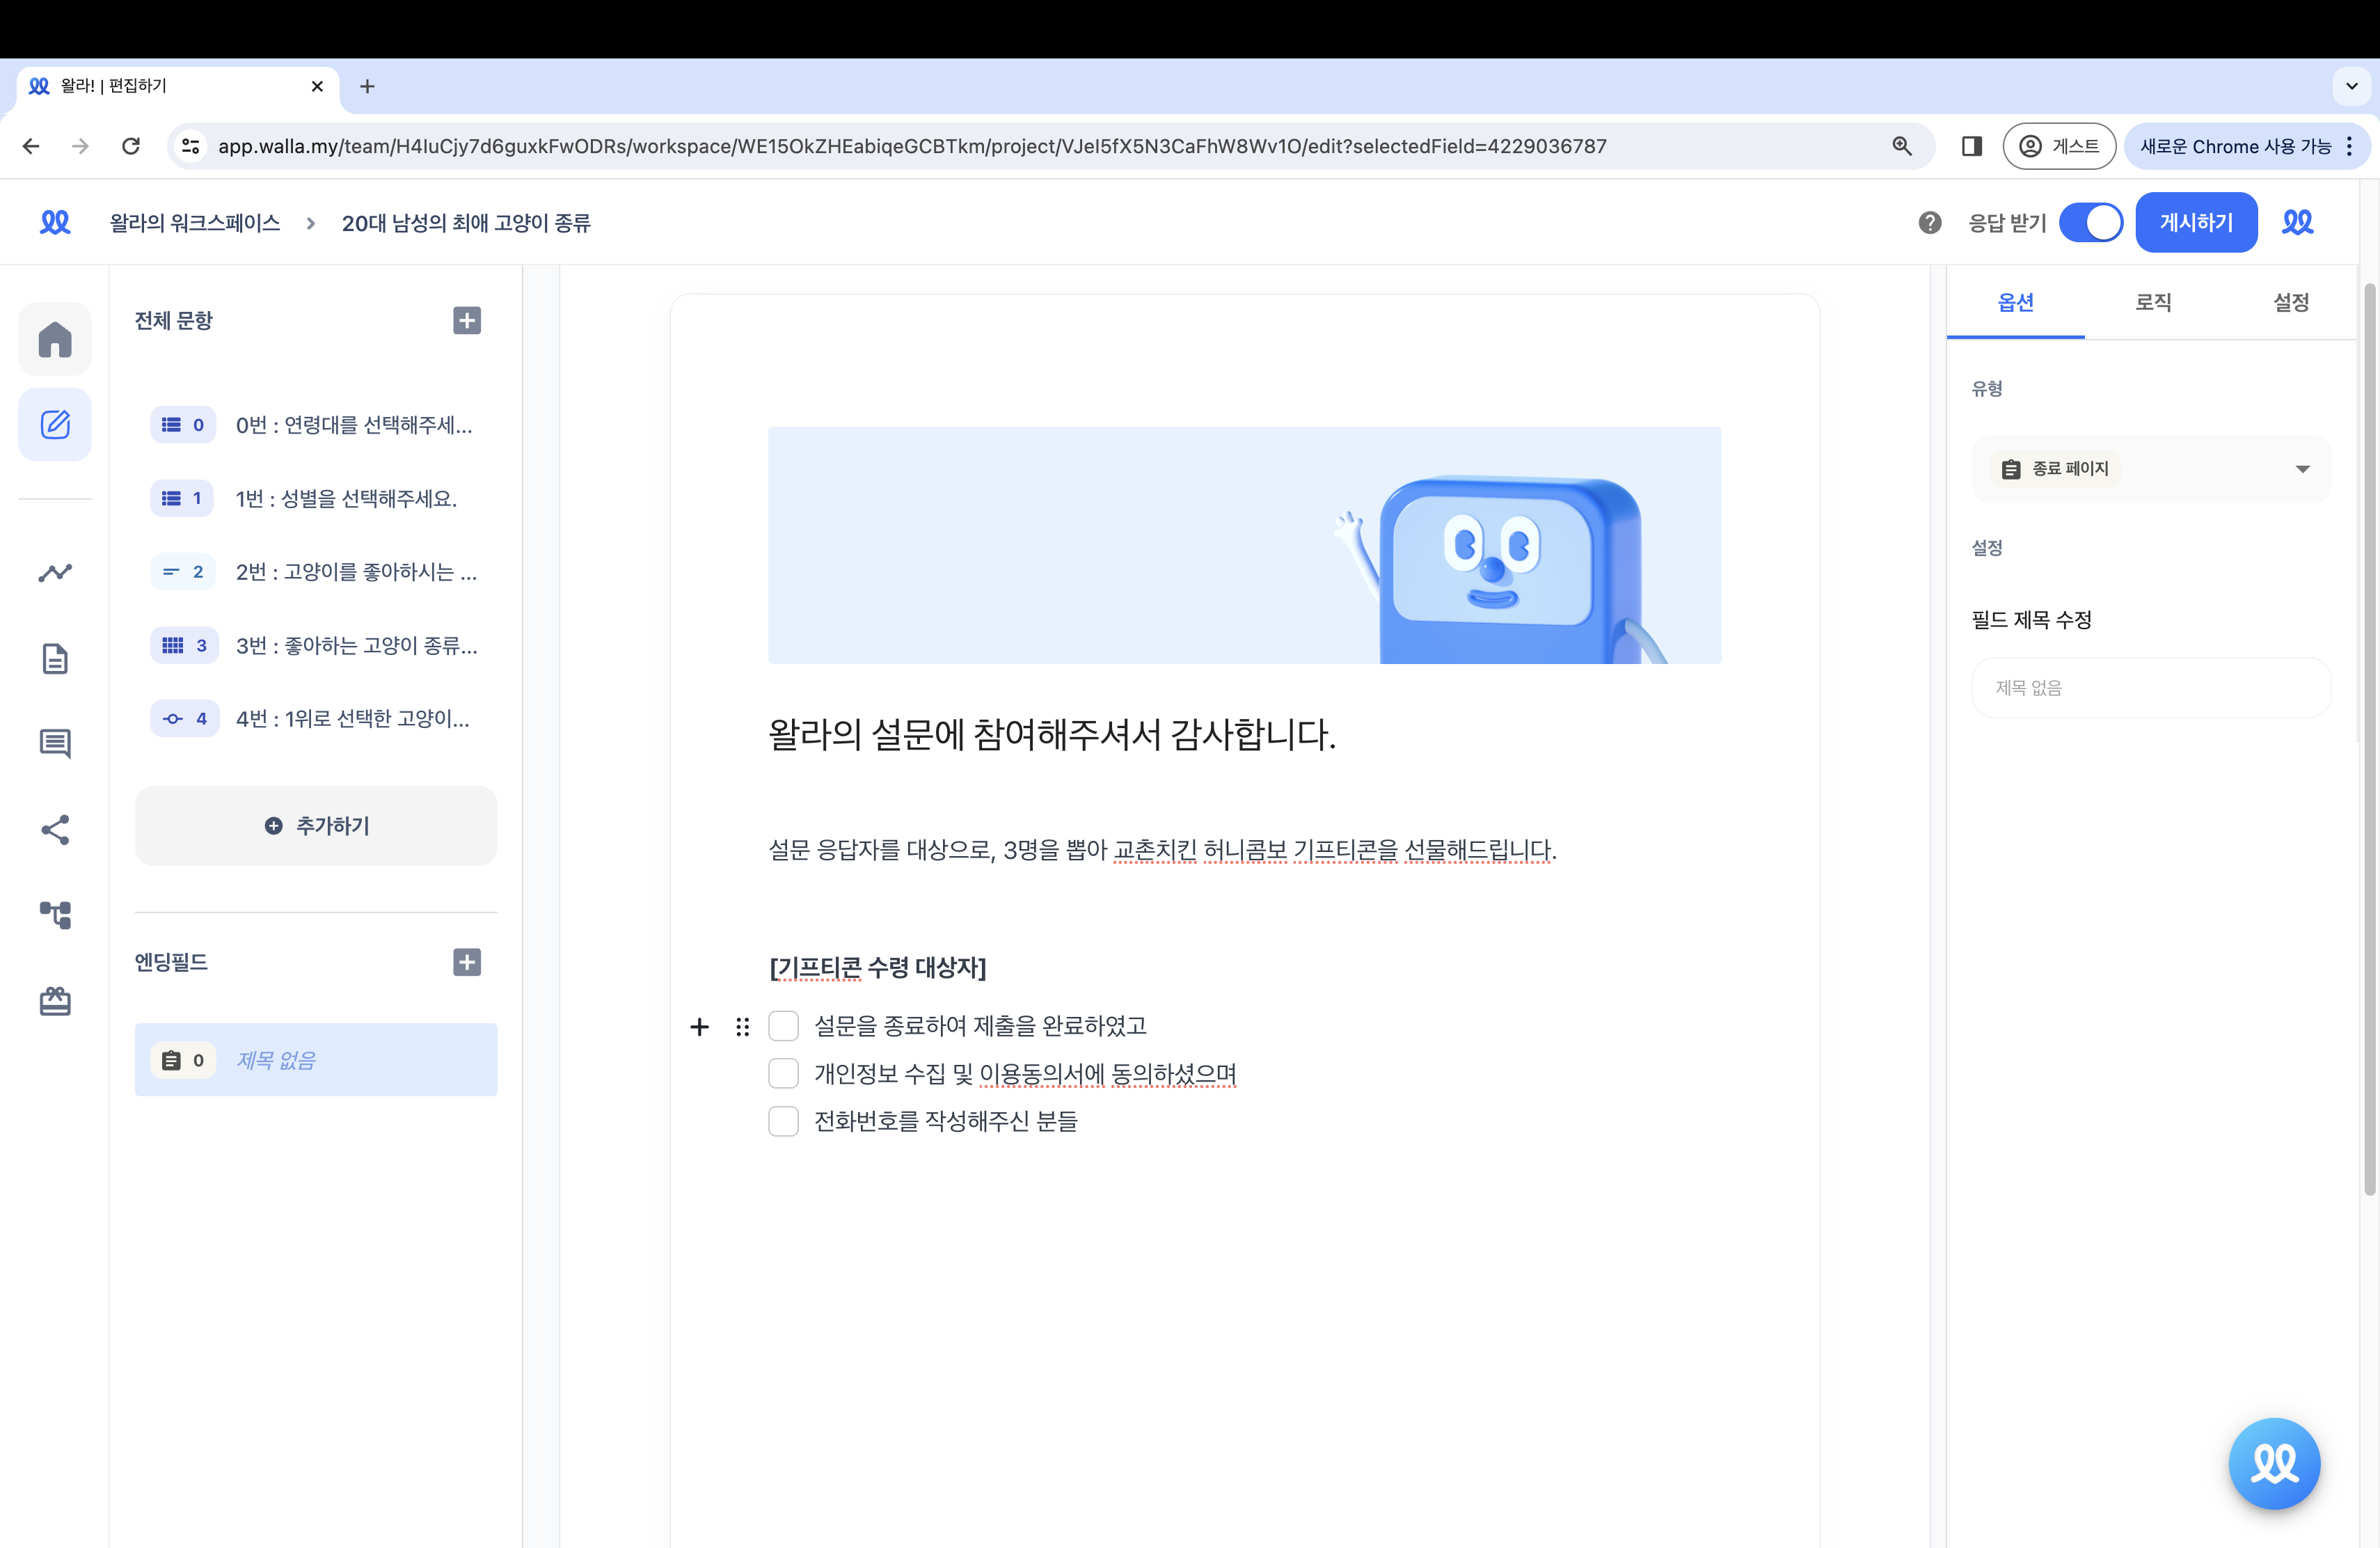 왈라! | 편집하기
app.walla.my/team/H4IuCjy7d6guxkFwODRs/workspace/WE15OkZHEabiqeGCBTkm/project/VJeI5fX5N3CaFhW8Wv1O/edit?selectedField=4229036787
게스트
새로운 Chrome 사용 가능
왈라의 워크스페이스
20대 남성의 최애 고양이 종류
응답 받기
게시하기
전체 문항
0 0번 : 연령대를 선택해주세...
1 1번 : 성별을 선택해주세요.
2 2번 : 고양이를 좋아하시는 ...
3 3번 : 좋아하는 고양이 종류...
4 4번 : 1위로 선택한 고양이...
추가하기
엔딩필드
0 제목 없음
왈라의 설문에 참여해주셔서 감사합니다.
설문 응답자를 대상으로, 3명을 뽑아 교촌치킨 허니콤보 기프티콘을 선물해드립니다.
[기프티콘 수령 대상자]
설문을 종료하여 제출을 완료하였고
개인정보 수집 및 이용동의서에 동의하셨으며
전화번호를 작성해주신 분들
옵션
로직
설정
유형
종료 페이지
설정
필드 제목 수정
제목 없음